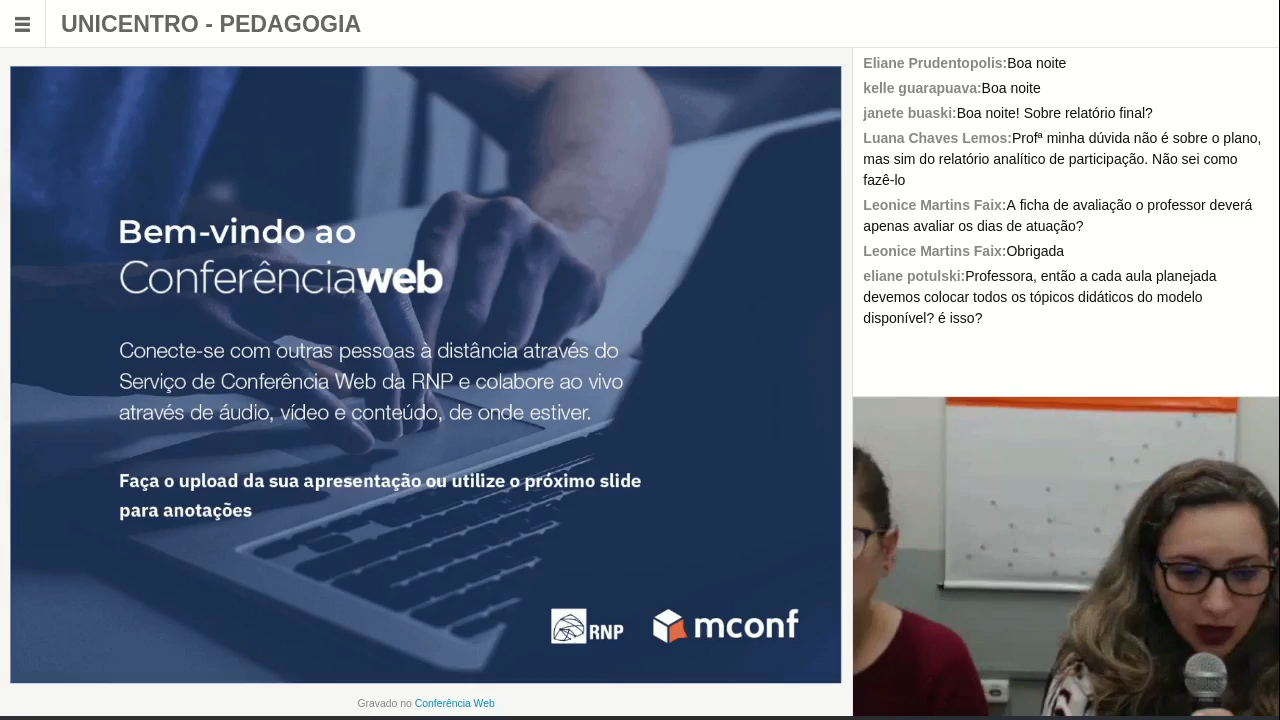 UNICENTRO - PEDAGOGIA
Bem-vindo ao
Conferênciaweb
Conecte-se com outras pessoas à distância através do
Serviço de Conferência Web da RNP e colabore ao vivo
através de áudio, vídeo e conteúdo, de onde estiver.
Faça o upload da sua apresentação ou utilize o próximo slide
para anotações
RNP
mconf
Gravado no Conferência Web
Eliane Prudentopolis:Boa noite
kelle guarapuava:Boa noite
janete buaski:Boa noite! Sobre relatório final?
Luana Chaves Lemos:Profª minha dúvida não é sobre o plano,
mas sim do relatório analítico de participação. Não sei como
fazê-lo
Leonice Martins Faix:A ficha de avaliação o professor deverá
apenas avaliar os dias de atuação?
Leonice Martins Faix:Obrigada
eliane potulski:Professora, então a cada aula planejada
devemos colocar todos os tópicos didáticos do modelo
disponível? é isso?